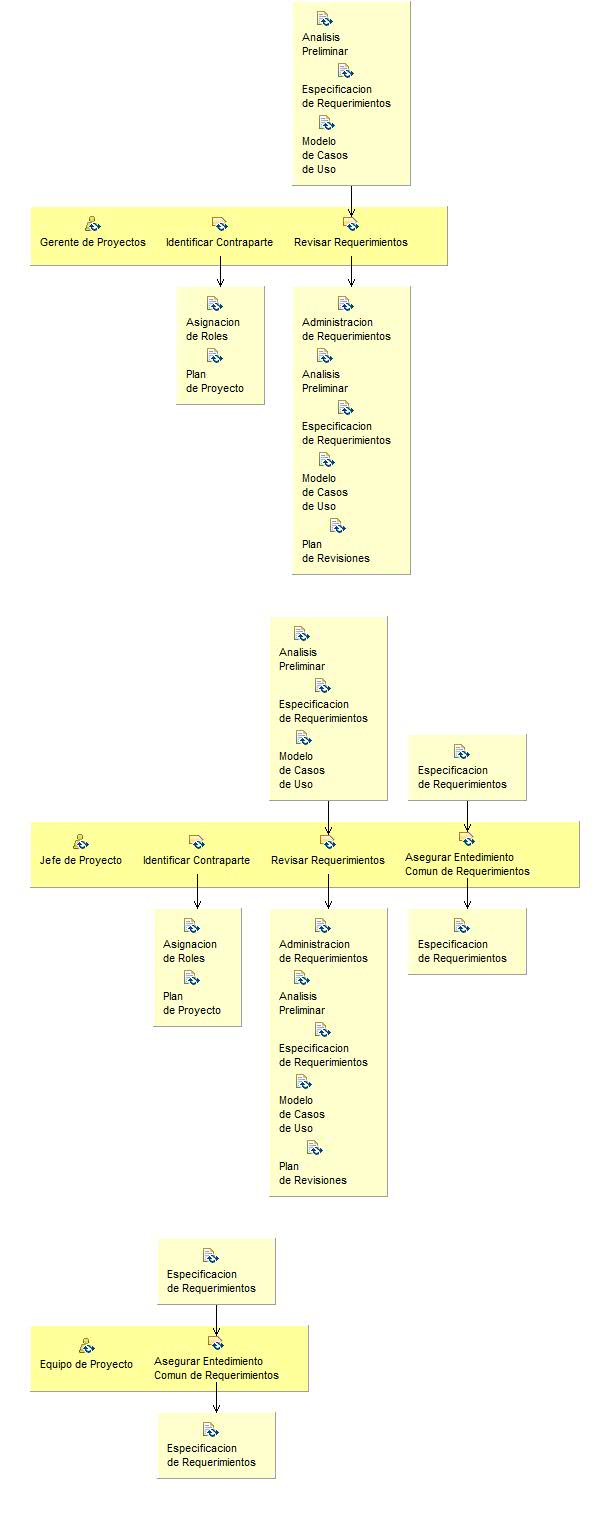 Analisis
Preliminar
Especificacion
de Requerimientos
Modelo
de Casos
de Uso
Gerente de Proyectos
Identificar Contraparte
Revisar Requerimientos
Asignacion
de Roles
Plan
de Proyecto
Administracion
de Requerimientos
Analisis
Preliminar
Especificacion
de Requerimientos
Modelo
de Casos
de Uso
Plan
de Revisiones
Analisis
Preliminar
Especificacion
de Requerimientos
Modelo
de Casos
de Uso
Especificacion
de Requerimientos
Jefe de Proyecto
Identificar Contraparte
Revisar Requerimientos
Asegurar Entedimiento
Comun de Requerimientos
Asignacion
de Roles
Plan
de Proyecto
Administracion
de Requerimientos
Analisis
Preliminar
Especificacion
de Requerimientos
Modelo
de Casos
de Uso
Plan
de Revisiones
Especificacion
de Requerimientos
Especificacion
de Requerimientos
Equipo de Proyecto
Asegurar Entedimiento
Comun de Requerimientos
Especificacion
de Requerimientos